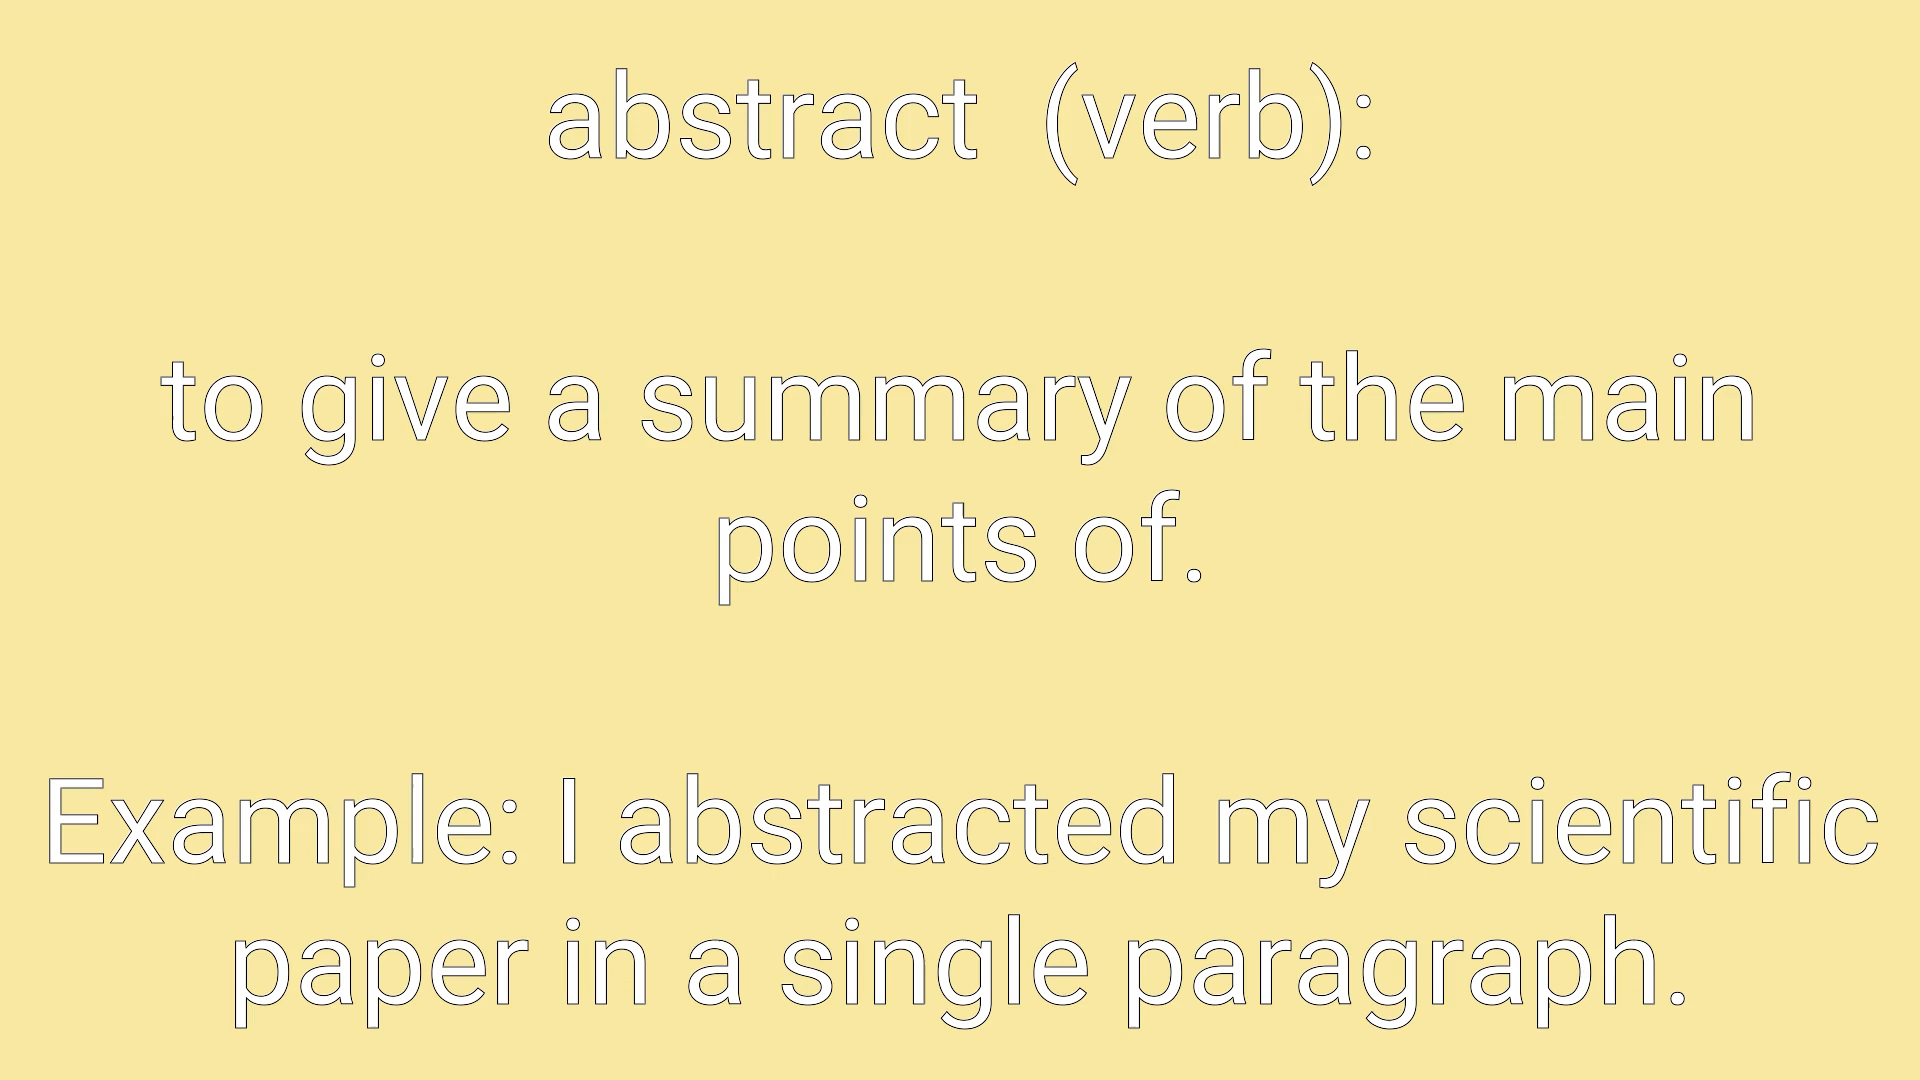 abstract (verb):
to give a summary of the main
points of.
Example: I abstracted my scientific
paper in a single paragraph.